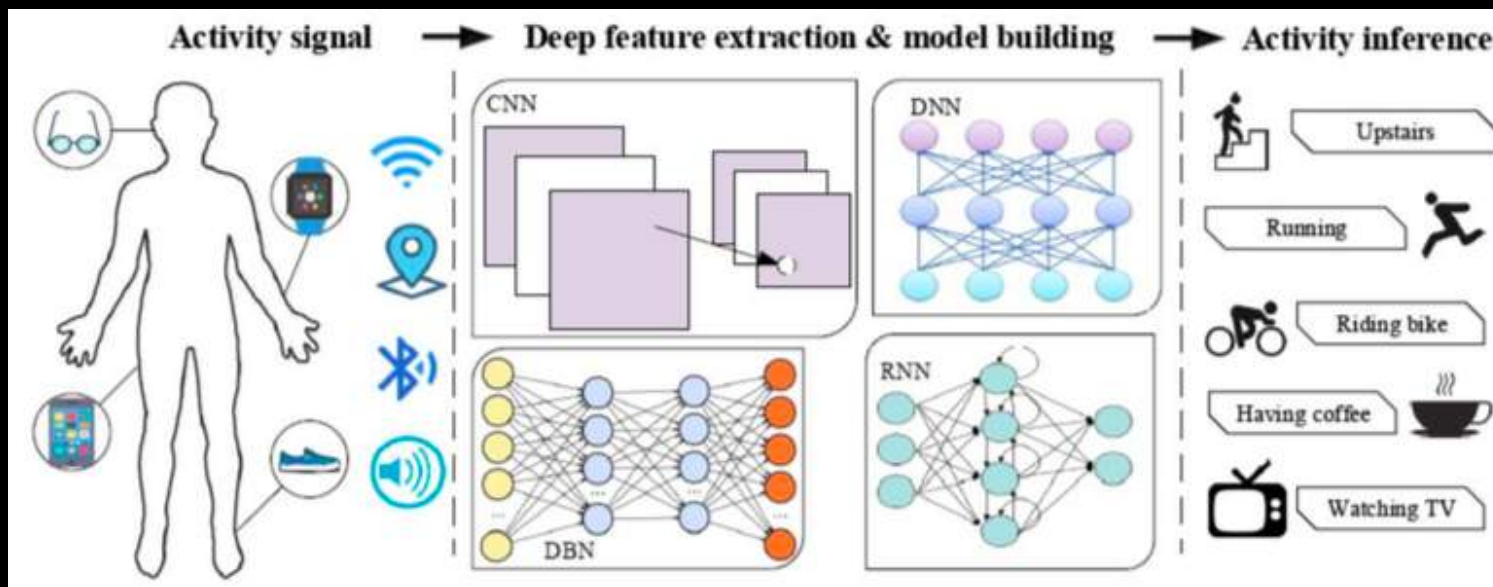 Activity signal
Deep feature extraction & model building
Activity inference
CNN
DNN
DBN
...
...
...
...
RNN
Upstairs
Running
Riding bike
Having coffee
Watching TV